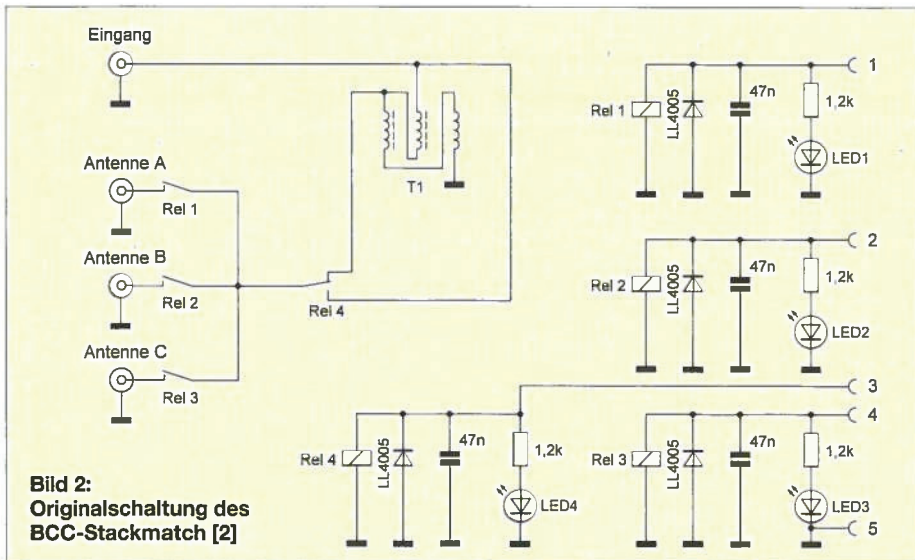 Eingang
Antenne A
Rel 1
Antenne B
Rel 2
Antenne C
Rel 3
Rel 4
T1
Rel 1
LL4005
47n
1,2k
LED1
1
Rel 2
LL4005
47n
1,2k
LED2
2
3
Rel 4
LL4005
47n
1,2k
LED4
4
Rel 3
LL4005
47n
1,2k
LED3
5
Bild 2:
Originalschaltung des
BCC-Stackmatch [2]